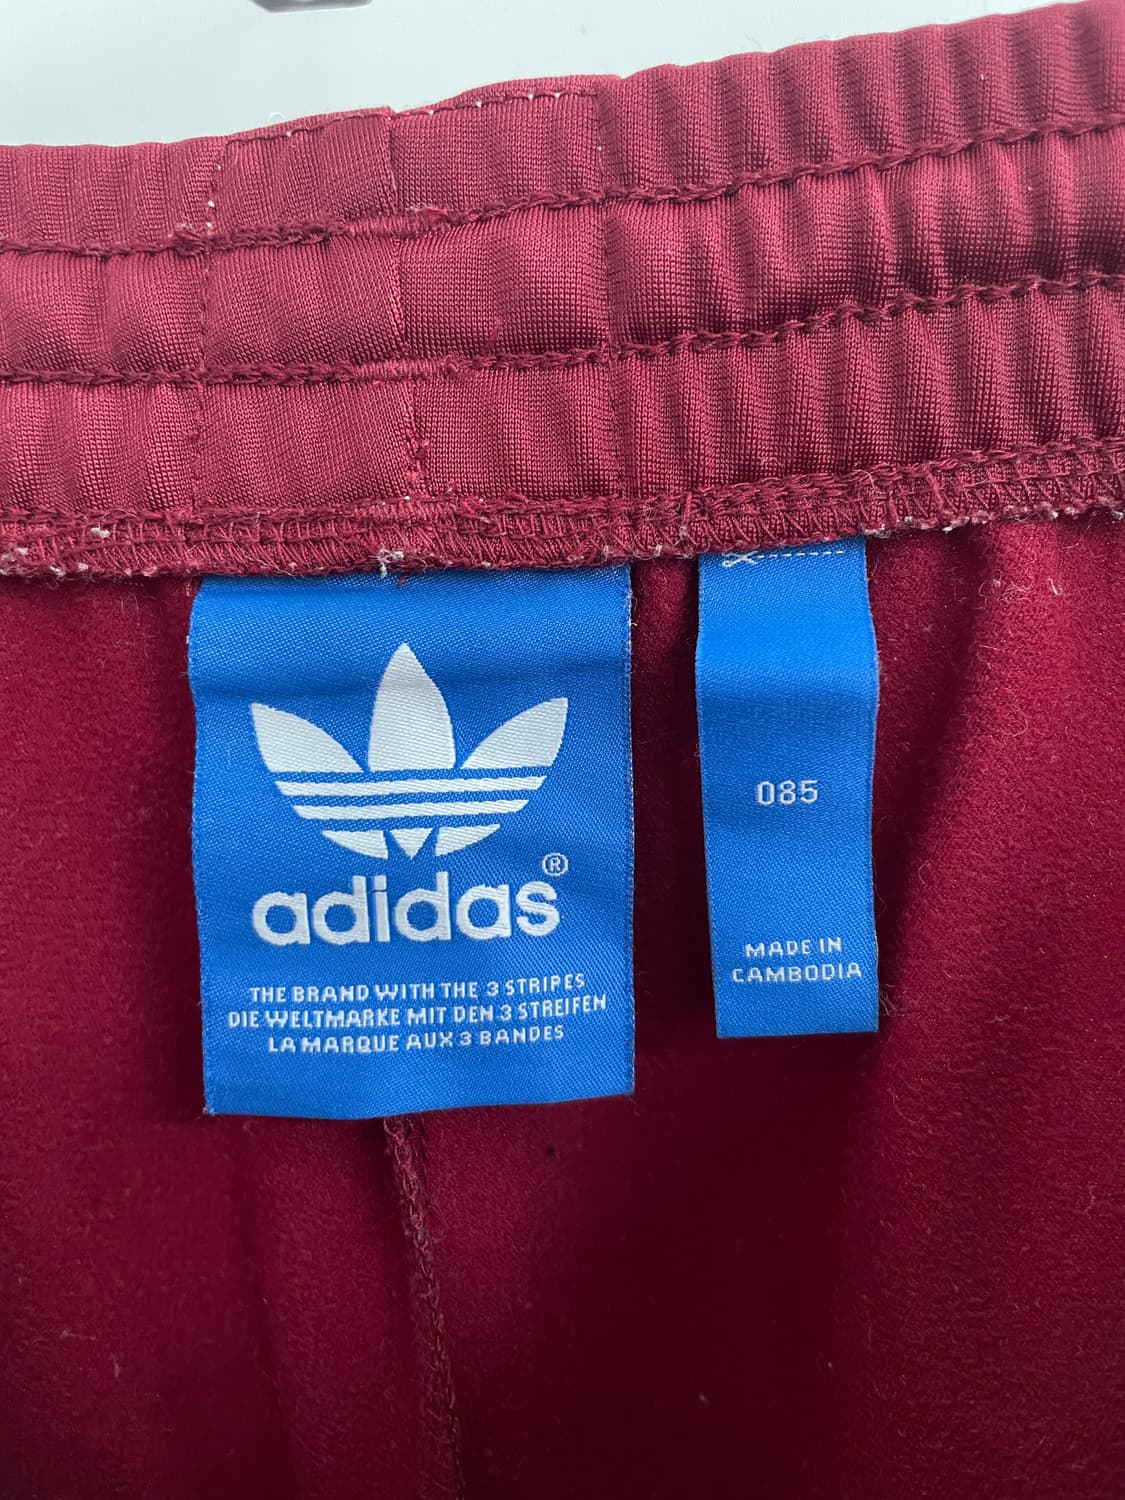 adidas®
THE BRAND WITH THE 3 STRIPES
DIE WELTMARKE MIT DEN 3 STREIFEN
LA MARQUE AUX 3 BANDES
085
MADE IN
CAMBODIA